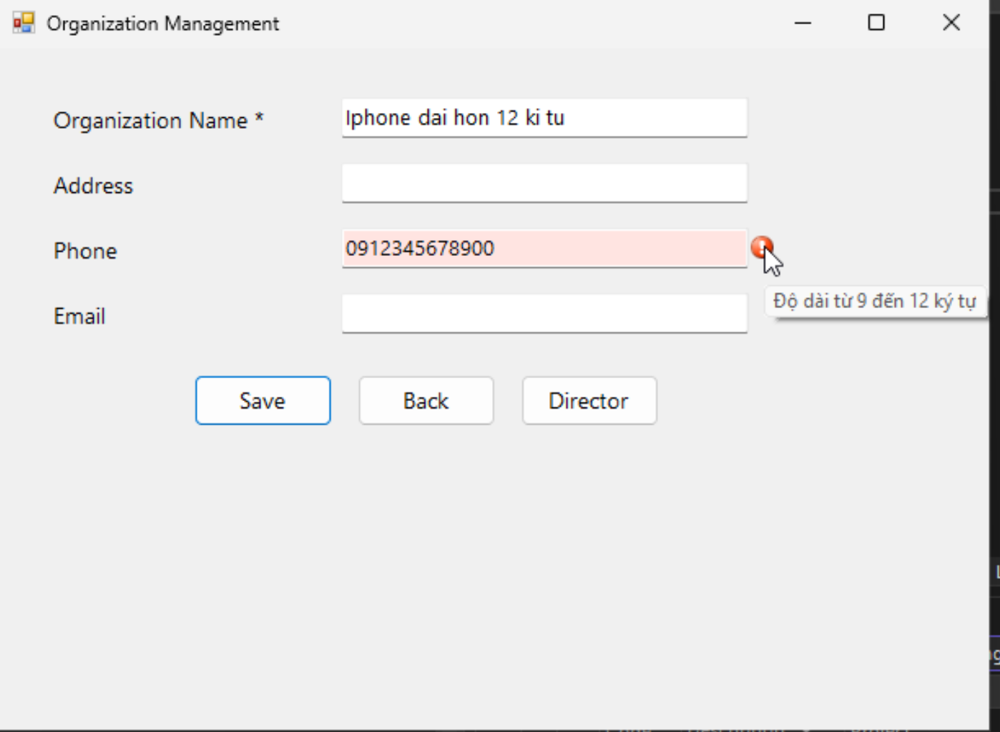 Organization Management
Organization Name *
Iphone dai hon 12 ki tu
Address
Phone
0912345678900
Độ dài từ 9 đến 12 ký tự
Email
Save
Back
Director